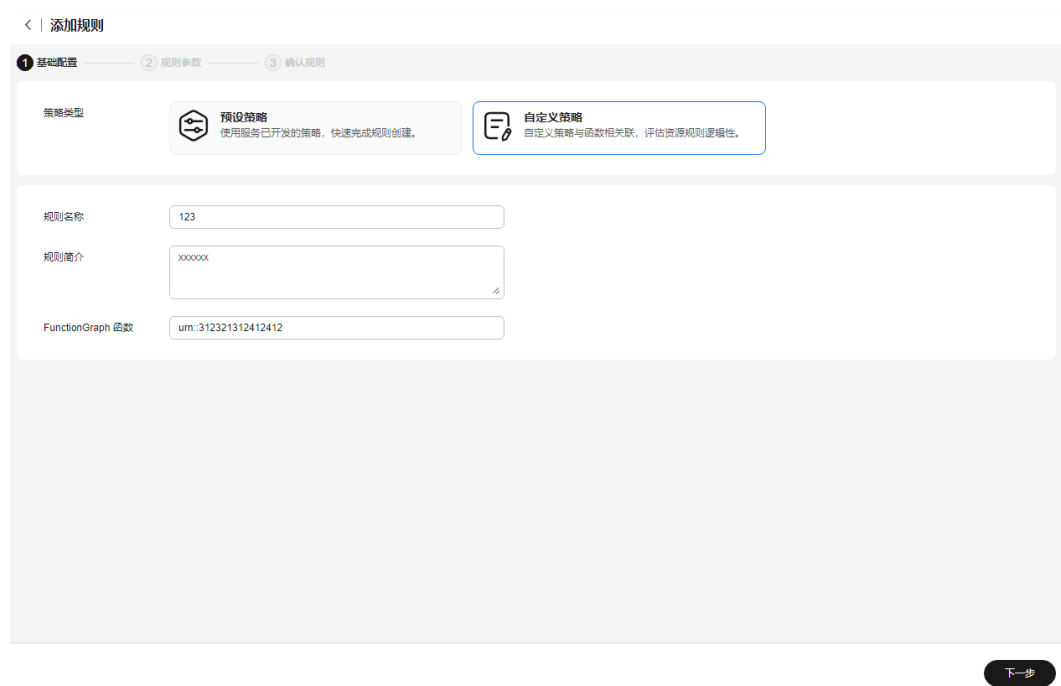 添加规则
1 基础配置 2 规则参数 3 确认规则
策略类型
预设策略
使用服务已开发的策略，快速完成规则创建。
自定义策略
自定义策略与函数相关联，评估资源规则逻辑性。
规则名称
123
规则简介
xxxxxx
FunctionGraph 函数
urn::312321312412412
下一步